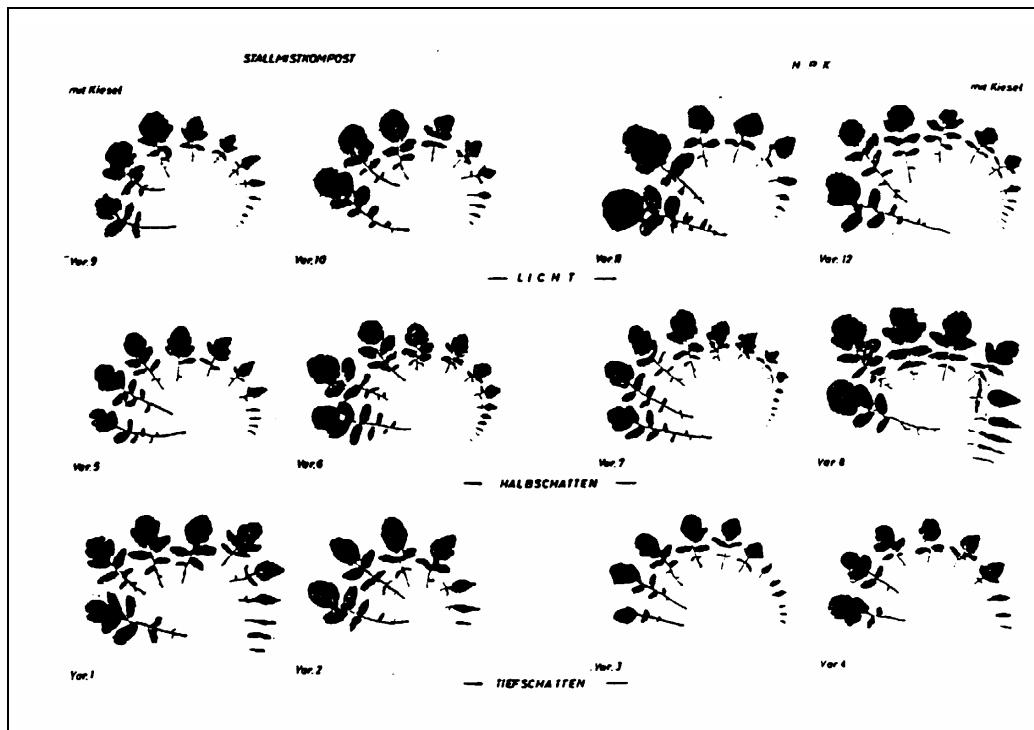 STALLMISTKOMPOST
N P K
mit Kiesel
mit Kiesel
Var. 9
Var. 10
Var. 11
Var. 12
— LICHT —
Var. 5
Var. 6
Var. 7
Var 8
— HALBSCHATTEN —
Var. 1
Var. 2
Var. 3
Var 4
— TIEFSCHATTEN —